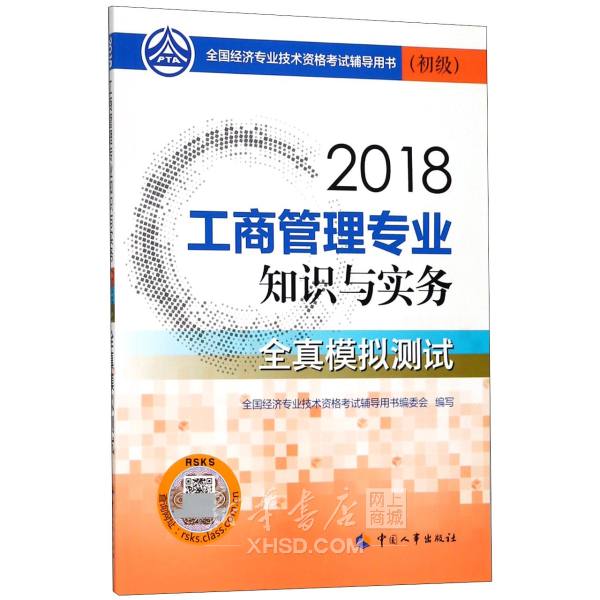 PTA
全国经济专业技术资格考试辅导用书
(初级)
2018
工商管理专业
知识与实务
全真模拟测试
全国经济专业技术资格考试辅导用书编委会 编写
RSKS
查询网址:rsks.class.com.cn
书店
网上
商城
XHSD.COM
中国人事出版社